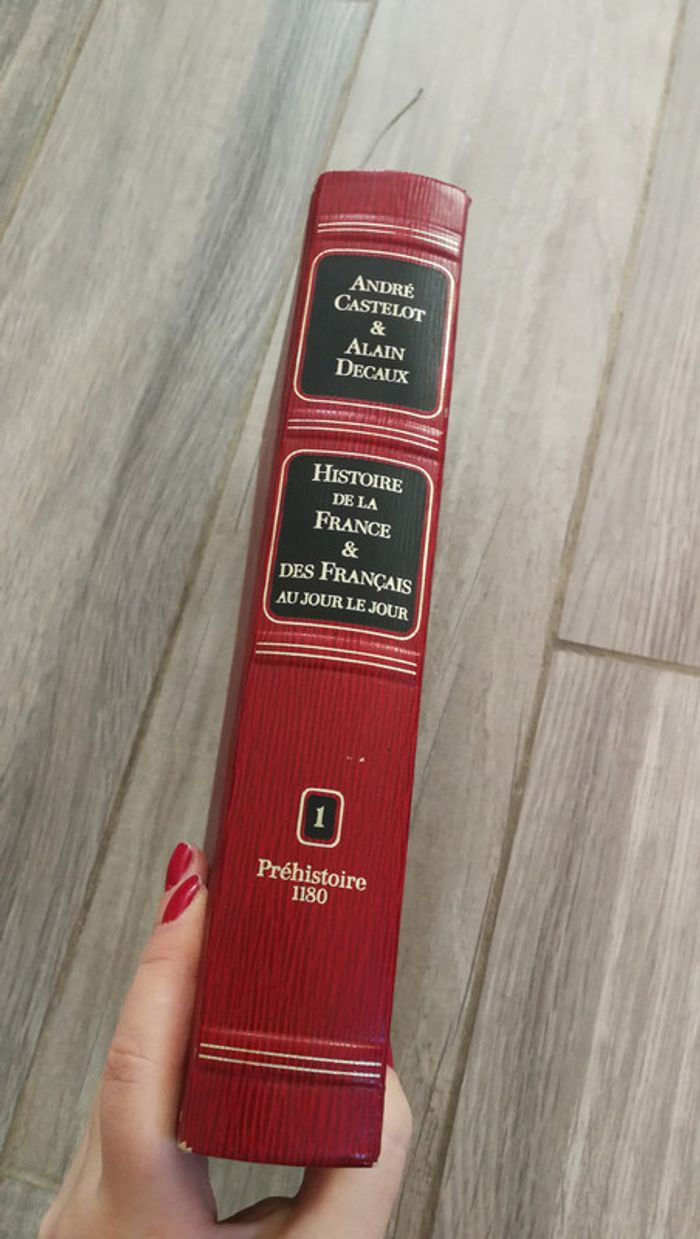 ANDRÉ
CASTELOT
&
ALAIN
DECAUX
HISTOIRE
DE LA
FRANCE
&
DES FRANÇAIS
AU JOUR LE JOUR
1
Préhistoire
1180